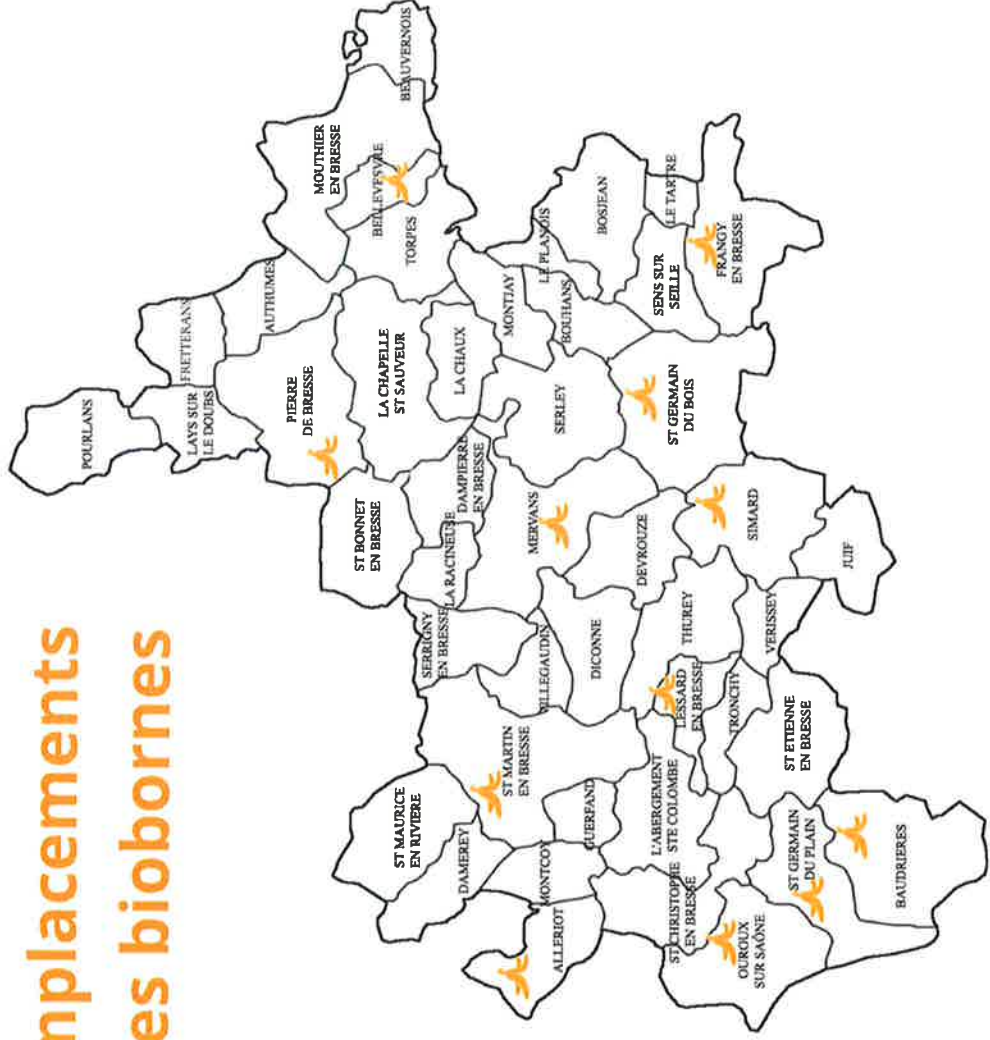 nplacements
es biobornes
POURLANS
LAYS SUR
LE DOUBS
FRETTERANS
AUTHUMES
MOUTHIER
EN BRESSE
BEAUVERNOIS
BELLEVESVRE
TORPES
PIERRE
DE BRESSE
LA CHAPELLE
ST SAUVEUR
LA CHAUX
ST BONNET
EN BRESSE
DAMPIERRE
EN BRESSE
LA RACINEUSE
SERRIGNY
EN BRESSE
MONTJAY
LE PLANOIS
BOUHANS
BOSJEAN
LE TARTRE
SENS SUR
SEILLE
FRANGY
EN BRESSE
SERLEY
ST GERMAIN
DU BOIS
MERVANS
DEVROUZE
SIMARD
JUIF
VILLEGAUDIN
DICONNE
THUREY
VERISSEY
LESSARD
EN BRESSE
TRONCHY
ST ETIENNE
EN BRESSE
ST MARTIN
EN BRESSE
ST MAURICE
EN RIVIERE
DAMEREY
GUERFAND
MONTCOY
L'ABERGEMENT
STE COLOMBE
ALLERIOT
ST CHRISTOPHE
EN BRESSE
OUROUX
SUR SAÔNE
ST GERMAIN
DU PLAIN
BAUDRIERES